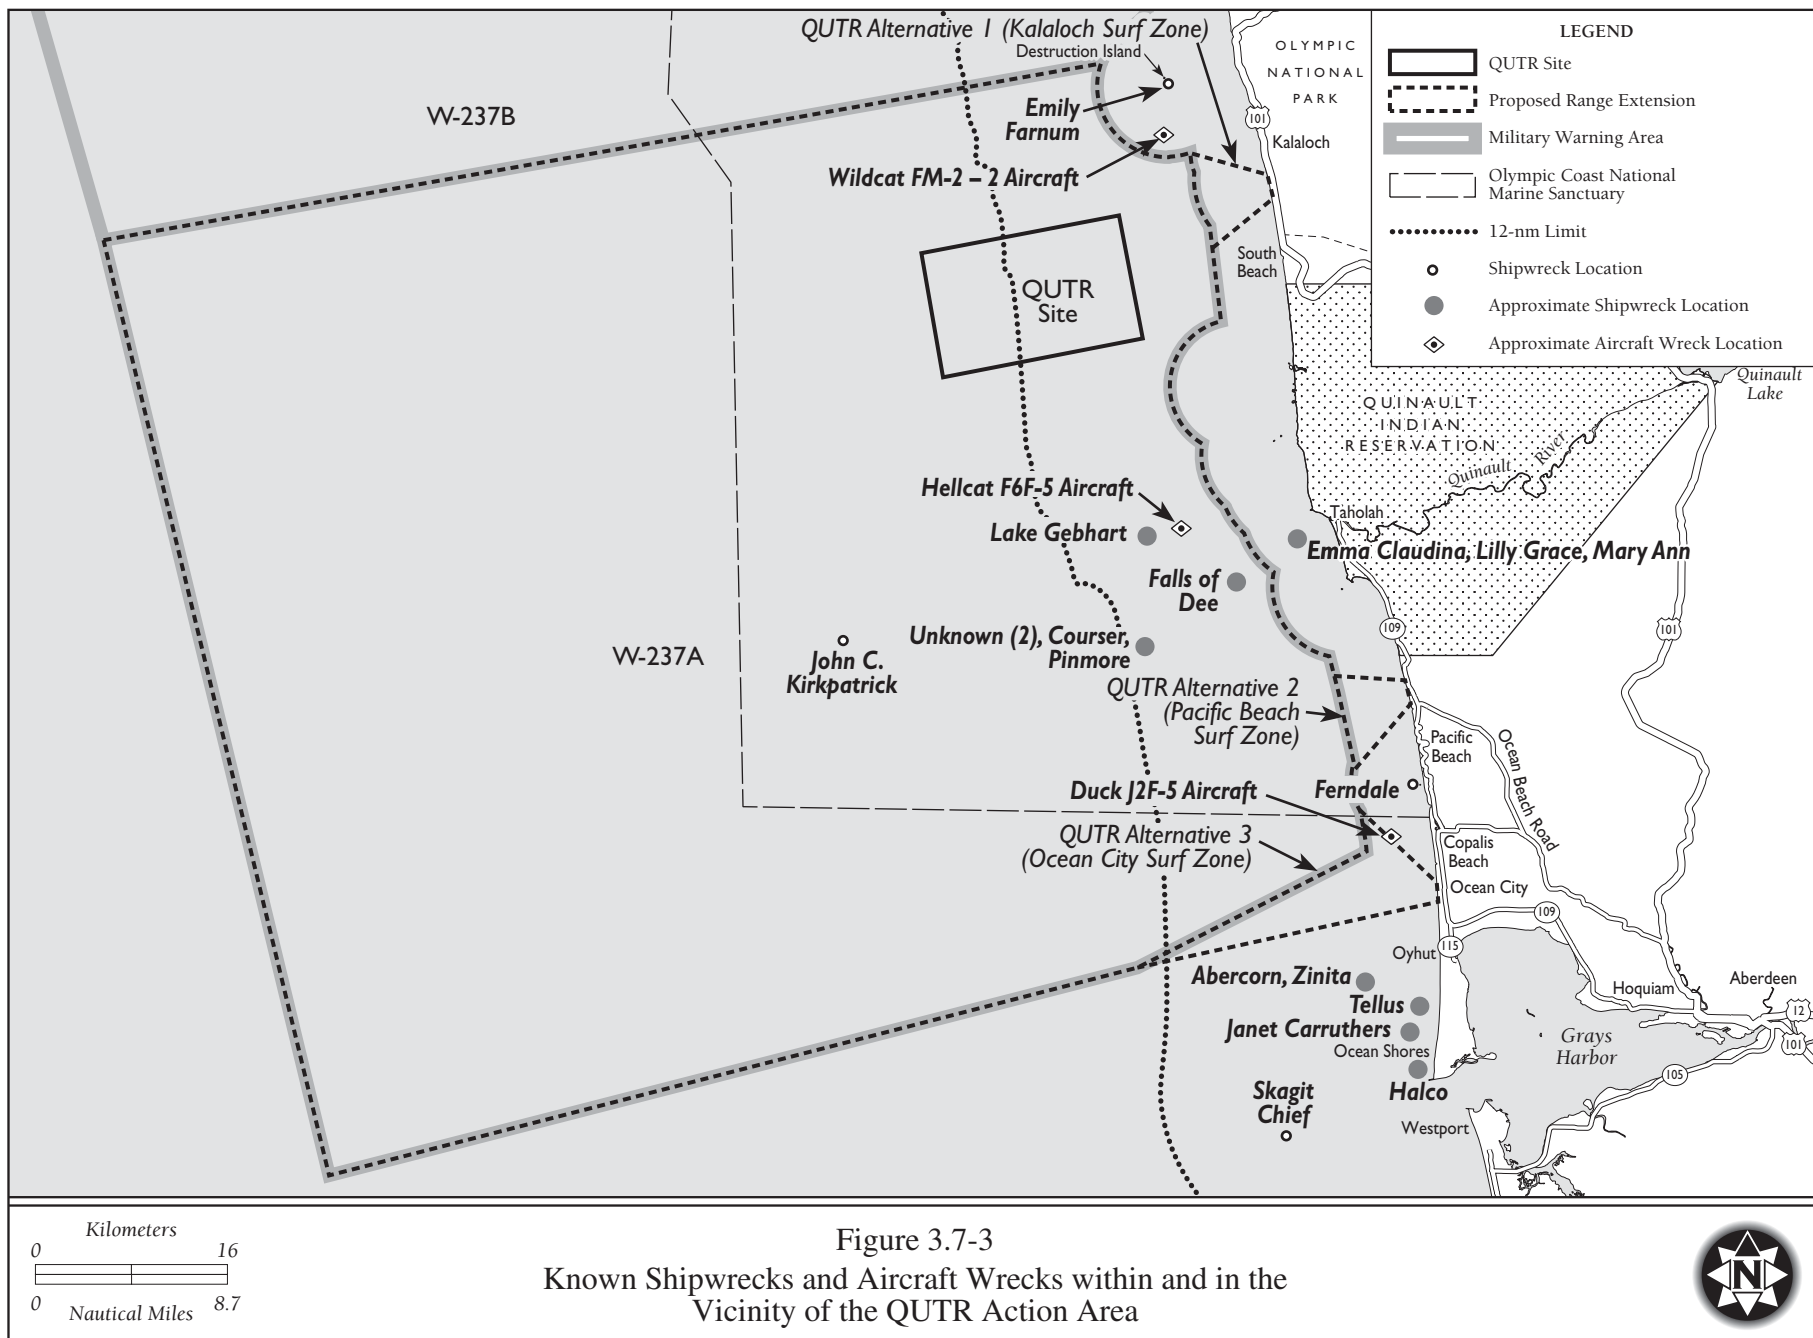 QUTR Alternative 1 (Kalaloch Surf Zone)
Destruction Island
W-237B
Emily
Farnum
Wildcat FM-2 – 2 Aircraft
OLYMPIC
NATIONAL
PARK
101
Kalaloch
South
Beach
QUTR
Site
LEGEND
QUTR Site
Proposed Range Extension
Military Warning Area
Olympic Coast National
Marine Sanctuary
12-nm Limit
Shipwreck Location
Approximate Shipwreck Location
Approximate Aircraft Wreck Location
Quinault
Lake
QUINAULT
INDIAN
RESERVATION
Quinault River
Hellcat F6F-5 Aircraft
Lake Gebhart
Taholah
Emma Claudina, Lilly Grace, Mary Ann
Falls of
Dee
109
101
Unknown (2), Courser,
Pinmore
W-237A
John C.
Kirkpatrick
QUTR Alternative 2
(Pacific Beach
Surf Zone)
Pacific
Beach
Ocean Beach Road
Duck J2F-5 Aircraft
Ferndale
QUTR Alternative 3
(Ocean City Surf Zone)
Copalis
Beach
Ocean City
109
Oyhut
115
Abercorn, Zinita
Tellus
Janet Carruthers
Ocean Shores
Halco
Skagit
Chief
Westport
Hoquiam
Aberdeen
12
101
Grays
Harbor
105
Kilometers
0 16
0 8.7
Nautical Miles
Figure 3.7-3
Known Shipwrecks and Aircraft Wrecks within and in the
Vicinity of the QUTR Action Area
N